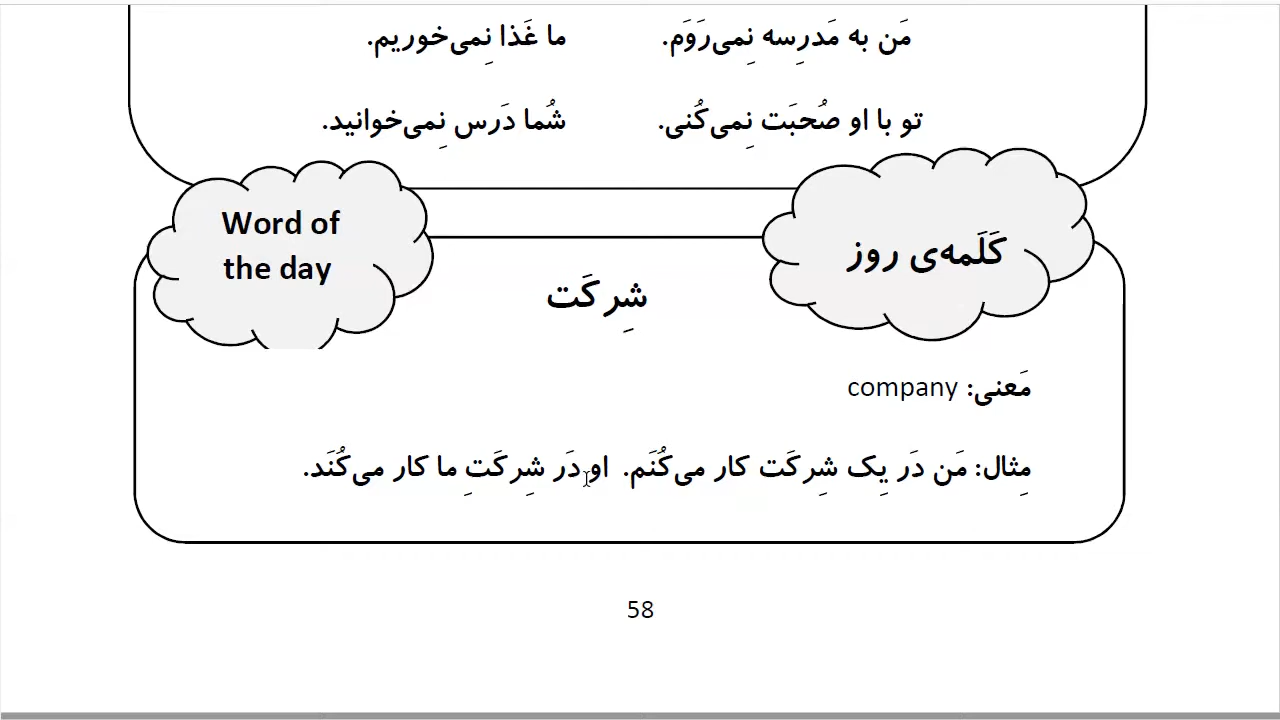 مَن به مَدرِسه نِمی‌رَوَم. ما غَذا نِمی‌خوریم.
تو با او صُحبَت نِمی‌کُنی. شُما دَرس نِمی‌خوانید.
کَلَمه‌ی روز
Word of
the day
شِرکَت
مَعنی: company
مِثال: مَن دَر یِک شِرکَت کار می‌کُنَم. او دَر شِرکَتِ ما کار می‌کُنَد.
58